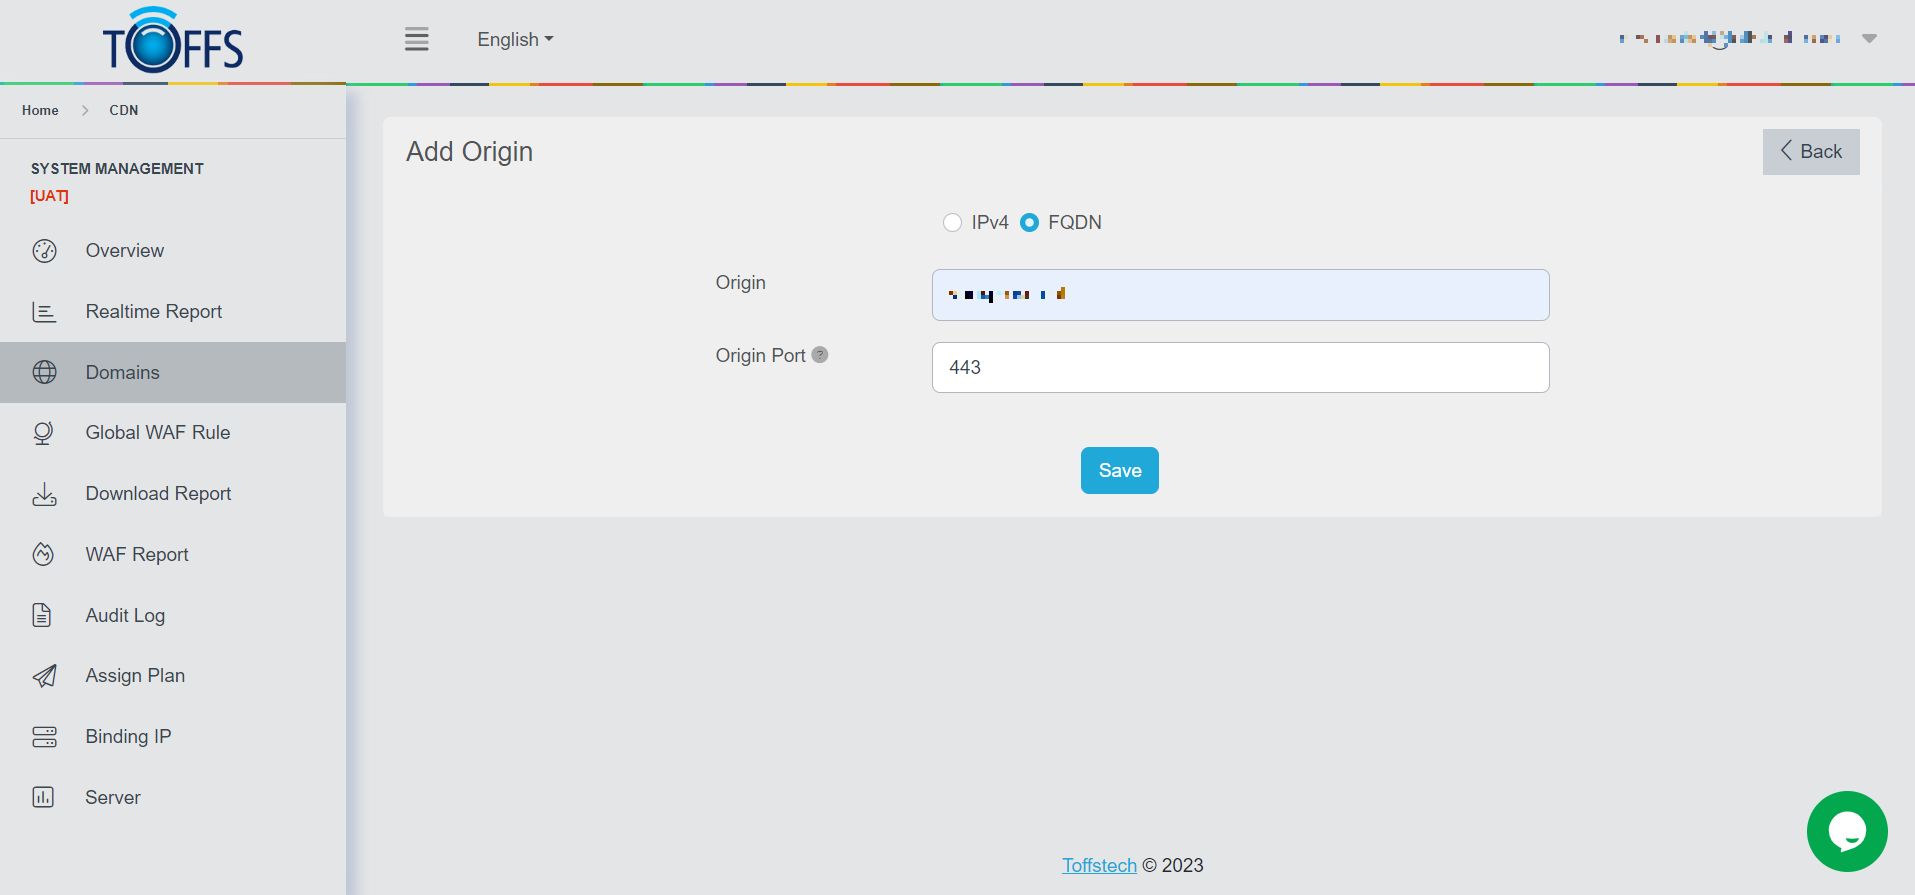 TOFFS
English
Home > CDN
SYSTEM MANAGEMENT
[UAT]
Overview
Realtime Report
Domains
Global WAF Rule
Download Report
WAF Report
Audit Log
Assign Plan
Binding IP
Server
Add Origin
Back
IPv4 FQDN
Origin
Origin Port ?
443
Save
Toffstech © 2023